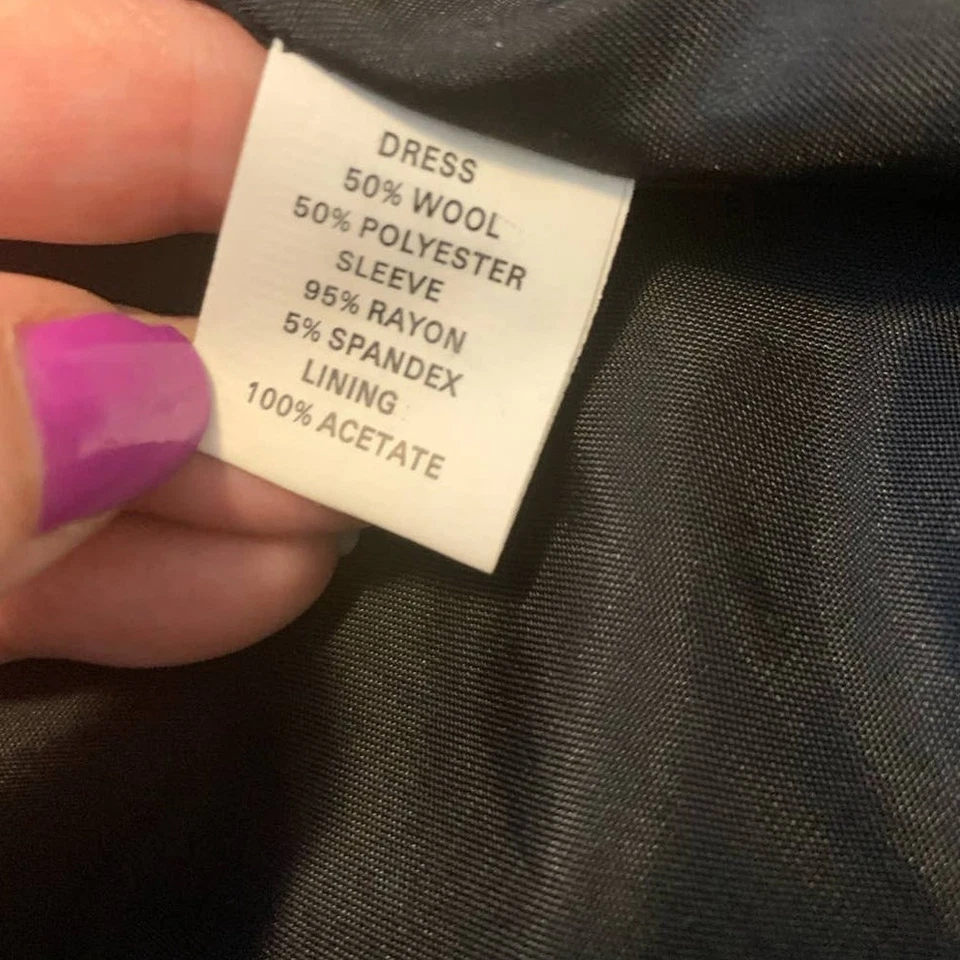 DRESS
50% WOOL
50% POLYESTER
SLEEVE
95% RAYON
5% SPANDEX
LINING
100% ACETATE